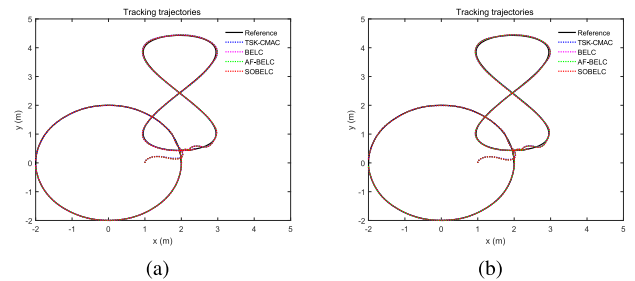 Tracking trajectories
5
4
3
2
1
0
-1
-2
-2 -1 0 1 2 3 4 5
y (m)
x (m)
Reference
TSK-CMAC
BELC
AF-BELC
SOBELC
(a)
Tracking trajectories
5
4
3
2
1
0
-1
-2
-2 -1 0 1 2 3 4 5
y (m)
x (m)
Reference
TSK-CMAC
BELC
AF-BELC
SOBELC
(b)